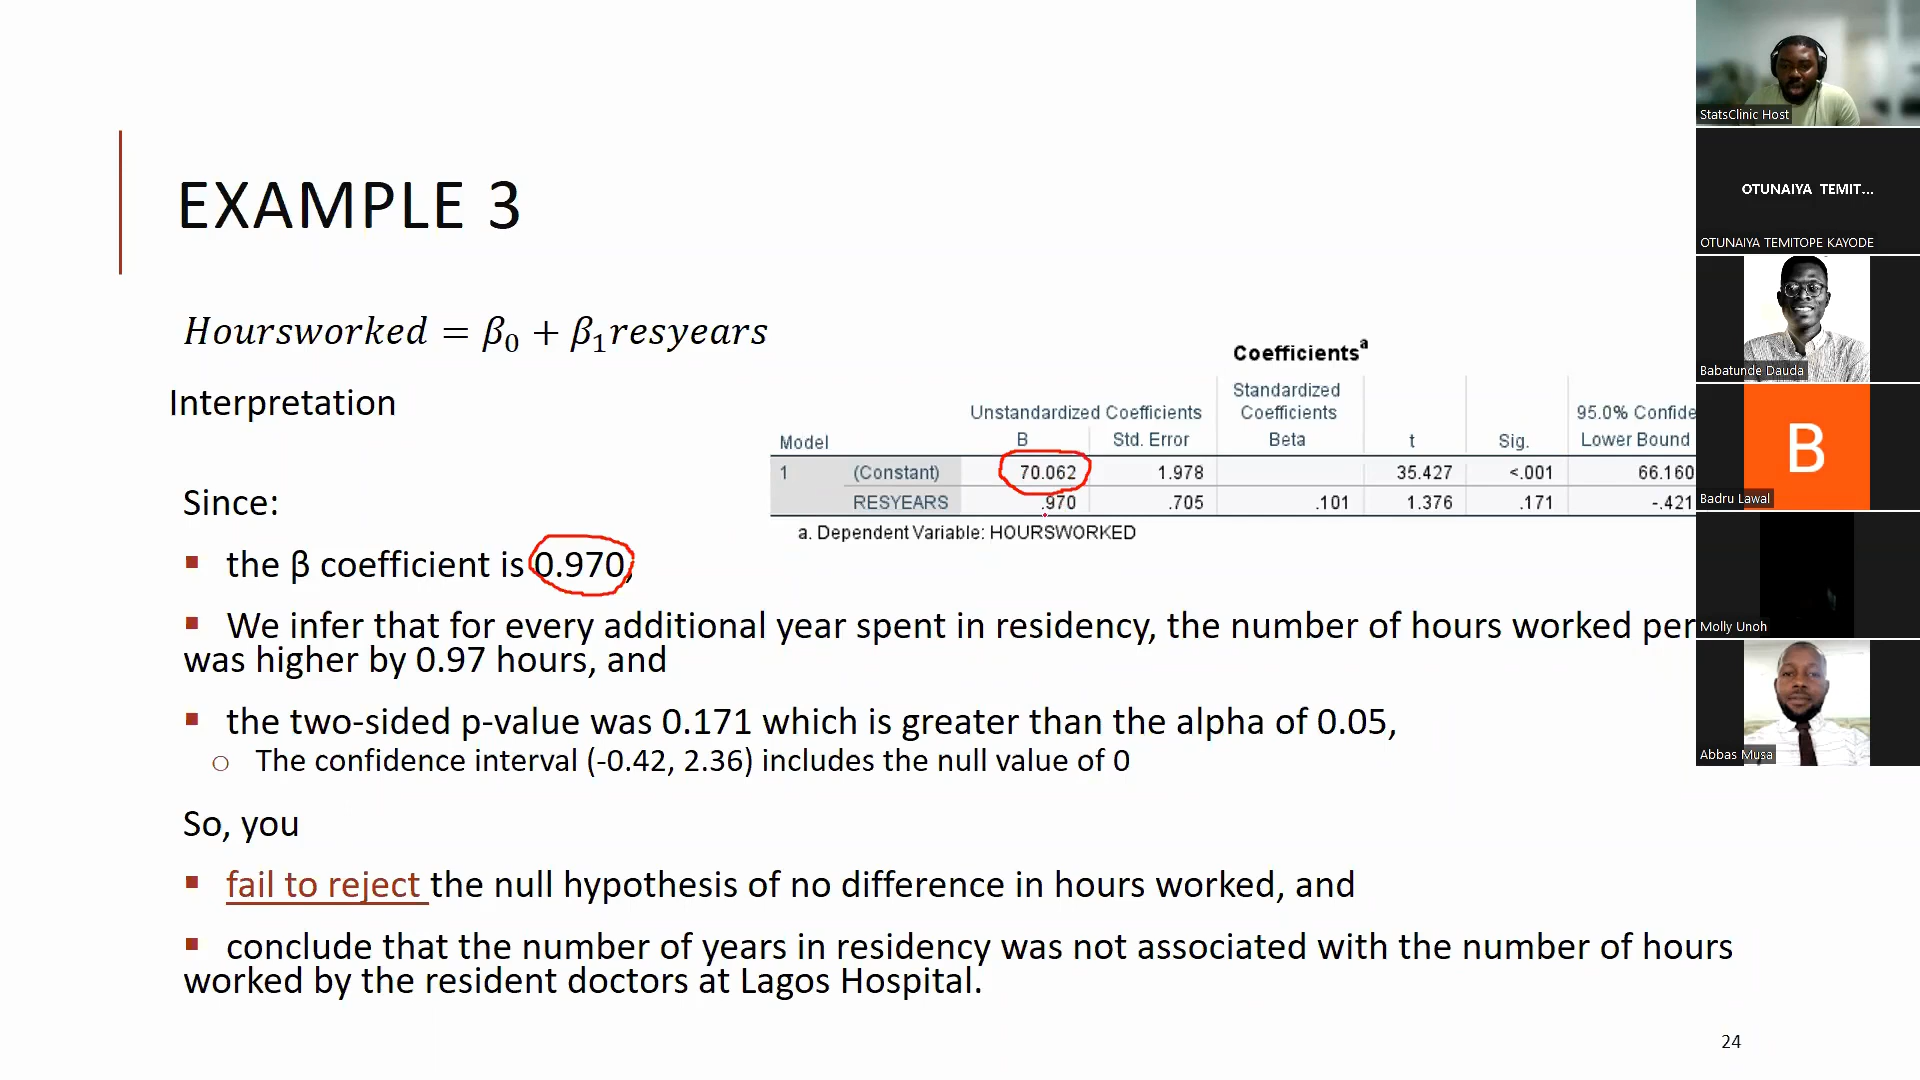 EXAMPLE 3
Hoursworked = β0 + β1resyears
Interpretation
Coefficientsa
Unstandardized Coefficients
Standardized
Coefficients
95.0% Confide
Model
B
Std. Error
Beta
t
Sig.
Lower Bound
1 (Constant) 70.062 1.978 35.427 <.001 66.160
RESYEARS .970 .705 .101 1.376 .171 -.421
a. Dependent Variable: HOURSWORKED
Since:
▪ the β coefficient is 0.970,
▪ We infer that for every additional year spent in residency, the number of hours worked per
was higher by 0.97 hours, and
▪ the two-sided p-value was 0.171 which is greater than the alpha of 0.05,
o The confidence interval (-0.42, 2.36) includes the null value of 0
So, you
▪ fail to reject the null hypothesis of no difference in hours worked, and
▪ conclude that the number of years in residency was not associated with the number of hours
worked by the resident doctors at Lagos Hospital.
24
StatsClinic Host
OTUNAIYA TEMIT...
OTUNAIYA TEMITOPE KAYODE
Babatunde Dauda
B
Badru Lawal
Molly Unoh
Abbas Musa